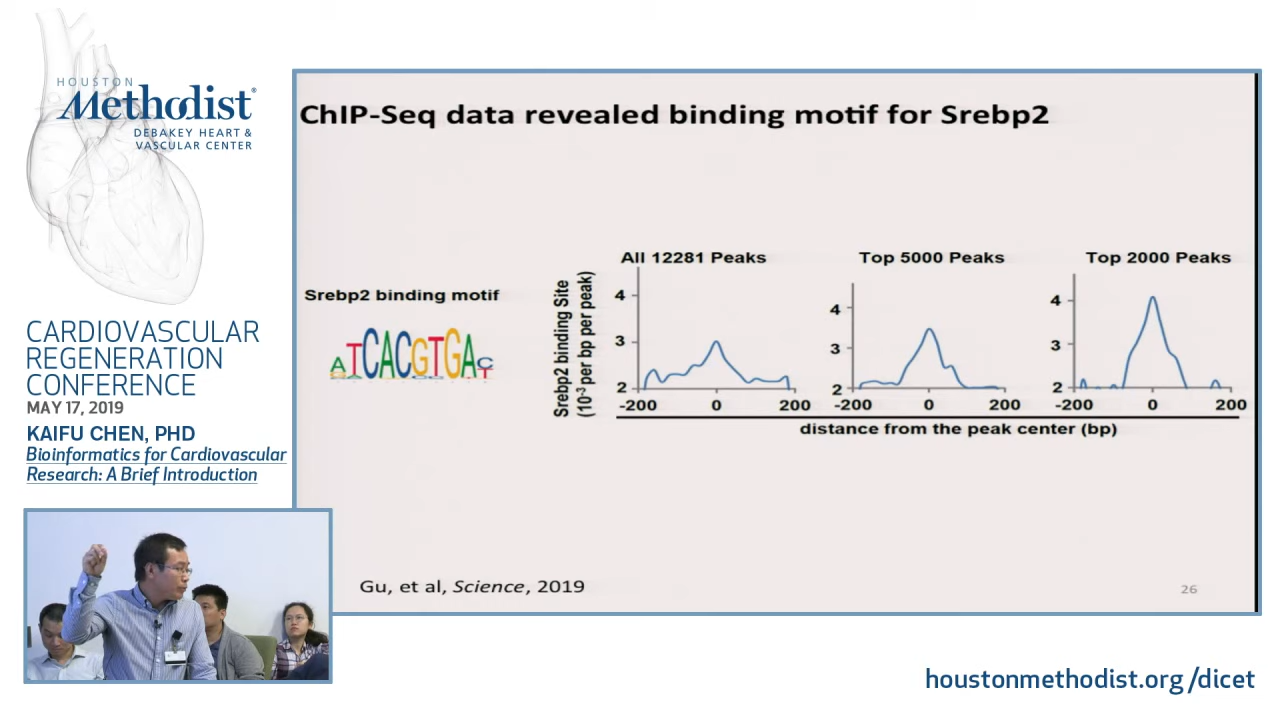 HOUSTON
Methodist®
DEBAKEY HEART &
VASCULAR CENTER
CARDIOVASCULAR
REGENERATION
CONFERENCE
MAY 17, 2019
KAIFU CHEN, PHD
Bioinformatics for Cardiovascular
Research: A Brief Introduction
ChIP-Seq data revealed binding motif for Srebp2
Srebp2 binding motif
ATCACGTGAC
Srebp2 binding Site
(10-3 per bp per peak)
All 12281 Peaks
4
3
2
-200 0 200
Top 5000 Peaks
4
3
2
-200 0 200
Top 2000 Peaks
4
3
2
-200 0 200
distance from the peak center (bp)
Gu, et al, Science, 2019
26
houstonmethodist.org/dicet